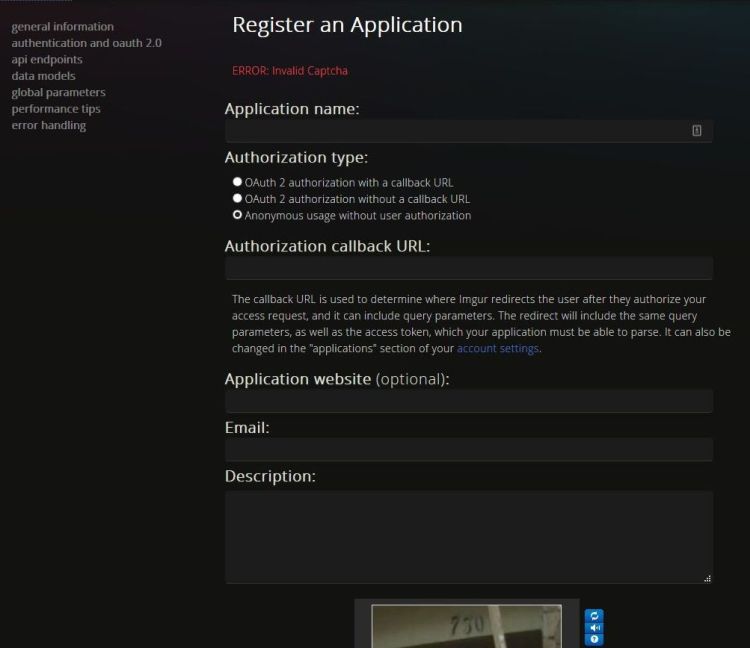 general information
authentication and oauth 2.0
api endpoints
data models
global parameters
performance tips
error handling
Register an Application
ERROR: Invalid Captcha
Application name:
Authorization type:
OAuth 2 authorization with a callback URL
OAuth 2 authorization without a callback URL
Anonymous usage without user authorization
Authorization callback URL:
The callback URL is used to determine where Imgur redirects the user after they authorize your
access request, and it can include query parameters. The redirect will include the same query
parameters, as well as the access token, which your application must be able to parse. It can also be
changed in the "applications" section of your account settings.
Application website (optional):
Email:
Description:
730